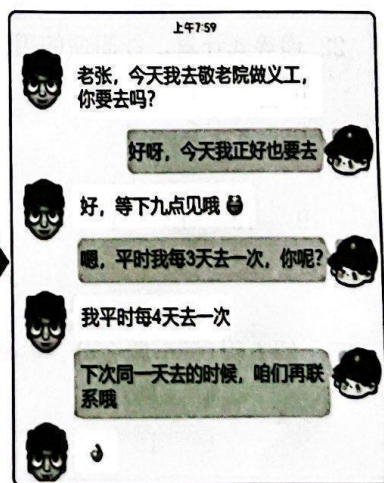 上午7:59
老张，今天我去敬老院做义工，
你要去吗？
好呀，今天我正好也要去
好，等下九点见哦
嗯，平时我每3天去一次，你呢？
我平时每4天去一次
下次同一天去的时候，咱们再联
系哦